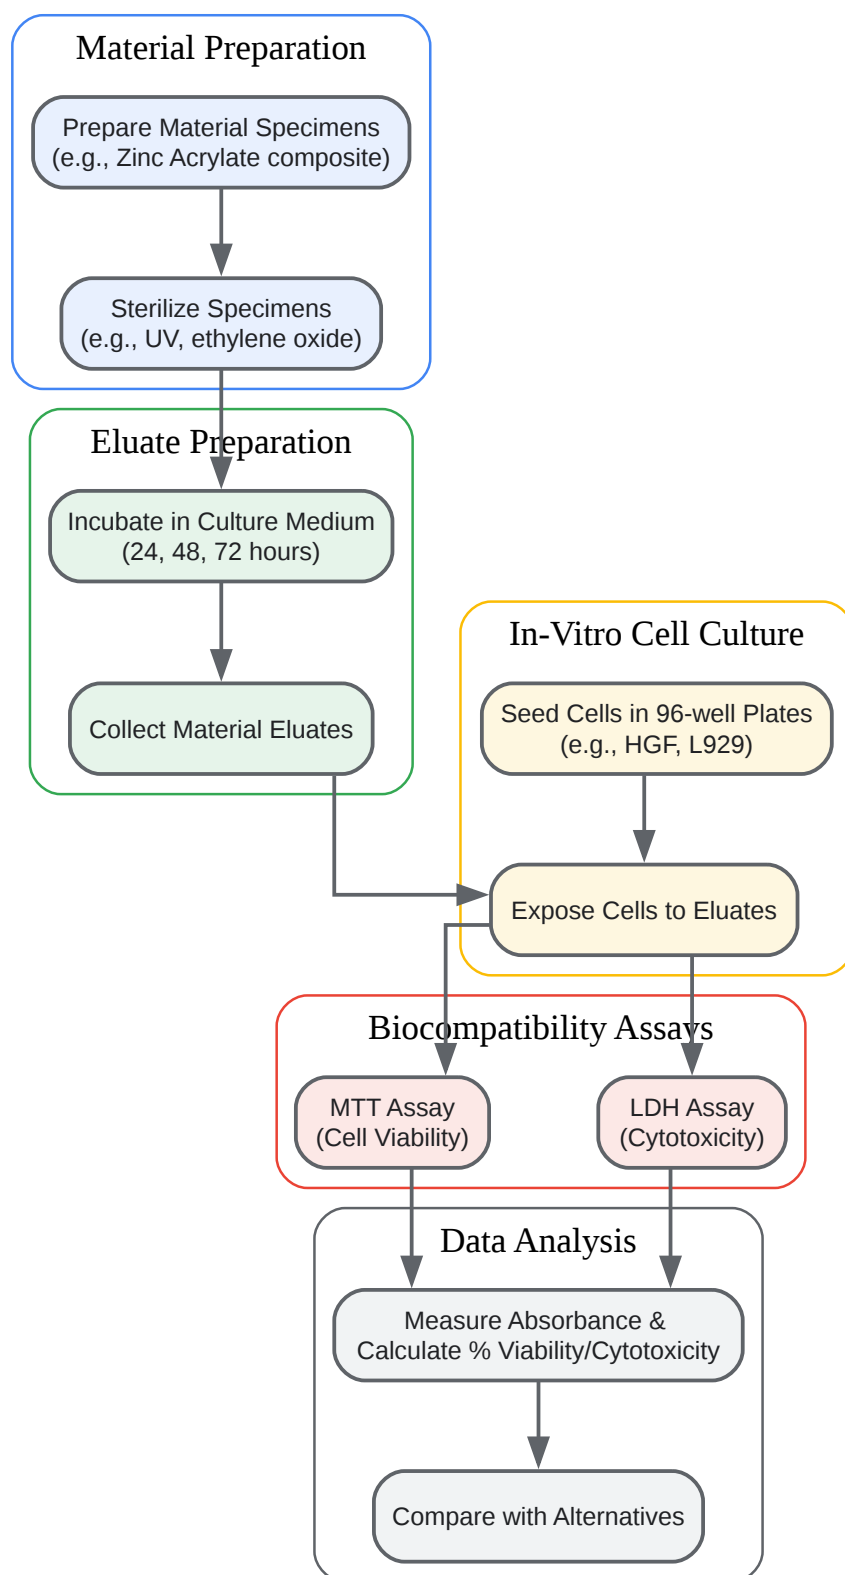 Material Preparation
Prepare Material Specimens
(e.g., Zinc Acrylate composite)
Sterilize Specimens
(e.g., UV, ethylene oxide)
Eluate Preparation
Incubate in Culture Medium
(24, 48, 72 hours)
Collect Material Eluates
In-Vitro Cell Culture
Seed Cells in 96-well Plates
(e.g., HGF, L929)
Expose Cells to Eluates
Biocompatibility Assays
MTT Assay
(Cell Viability)
LDH Assay
(Cytotoxicity)
Data Analysis
Measure Absorbance &
Calculate % Viability/Cytotoxicity
Compare with Alternatives